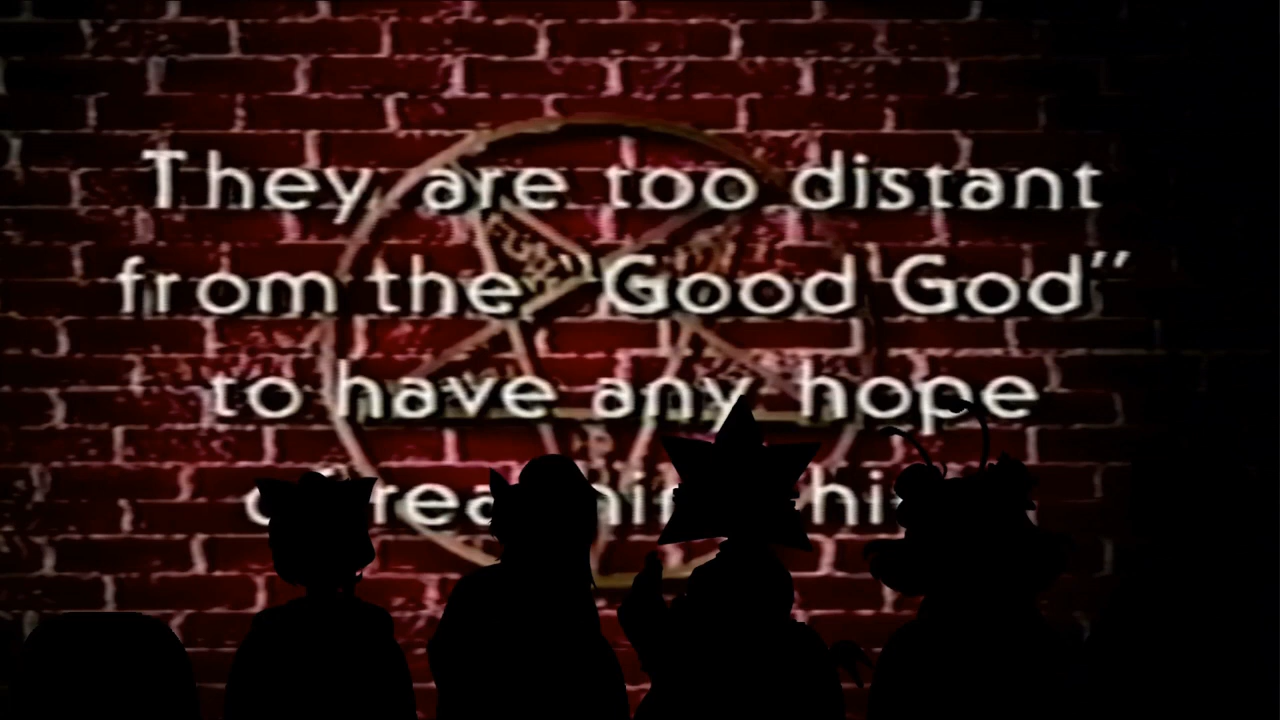 They are too distant
from the "Good God"
to have any hope